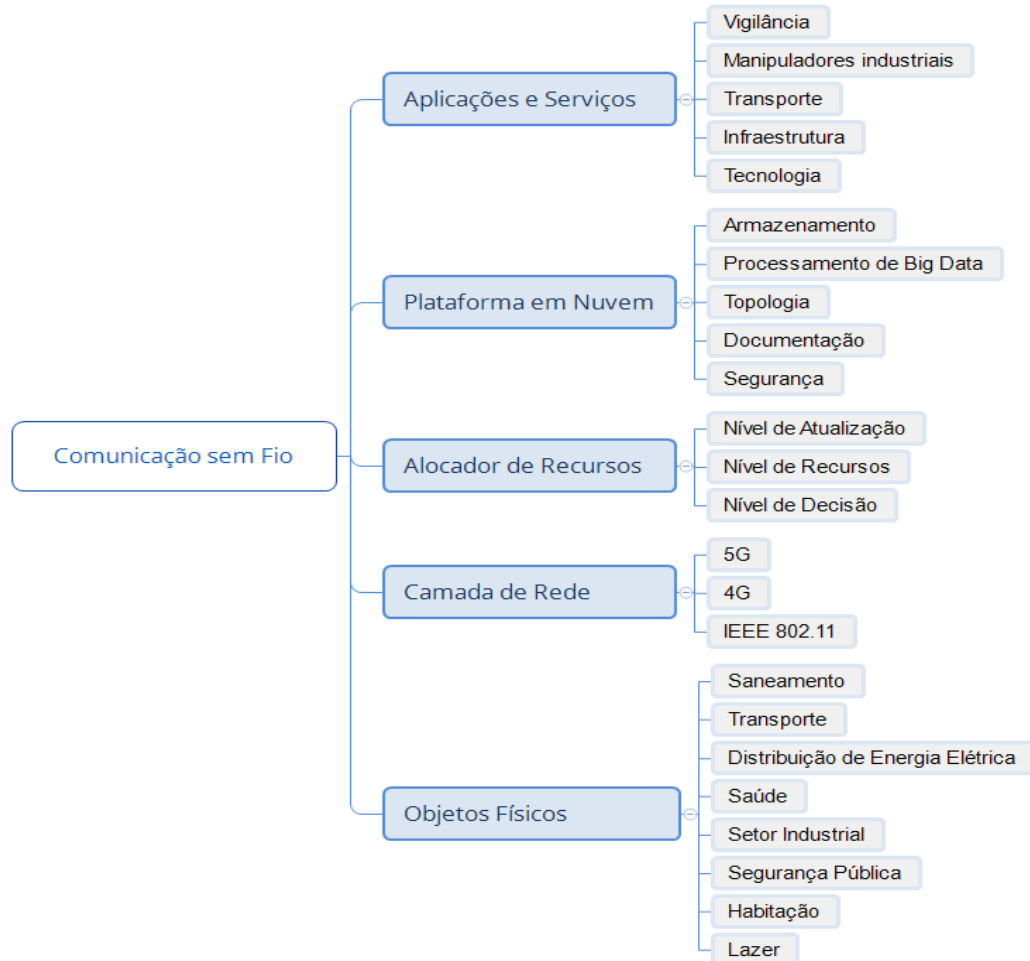 Comunicação sem Fio
Aplicações e Serviços
Vigilância
Manipuladores industriais
Transporte
Infraestrutura
Tecnologia
Plataforma em Nuvem
Armazenamento
Processamento de Big Data
Topologia
Documentação
Segurança
Alocador de Recursos
Nível de Atualização
Nível de Recursos
Nível de Decisão
Camada de Rede
5G
4G
IEEE 802.11
Objetos Físicos
Saneamento
Transporte
Distribuição de Energia Elétrica
Saúde
Setor Industrial
Segurança Pública
Habitação
Lazer